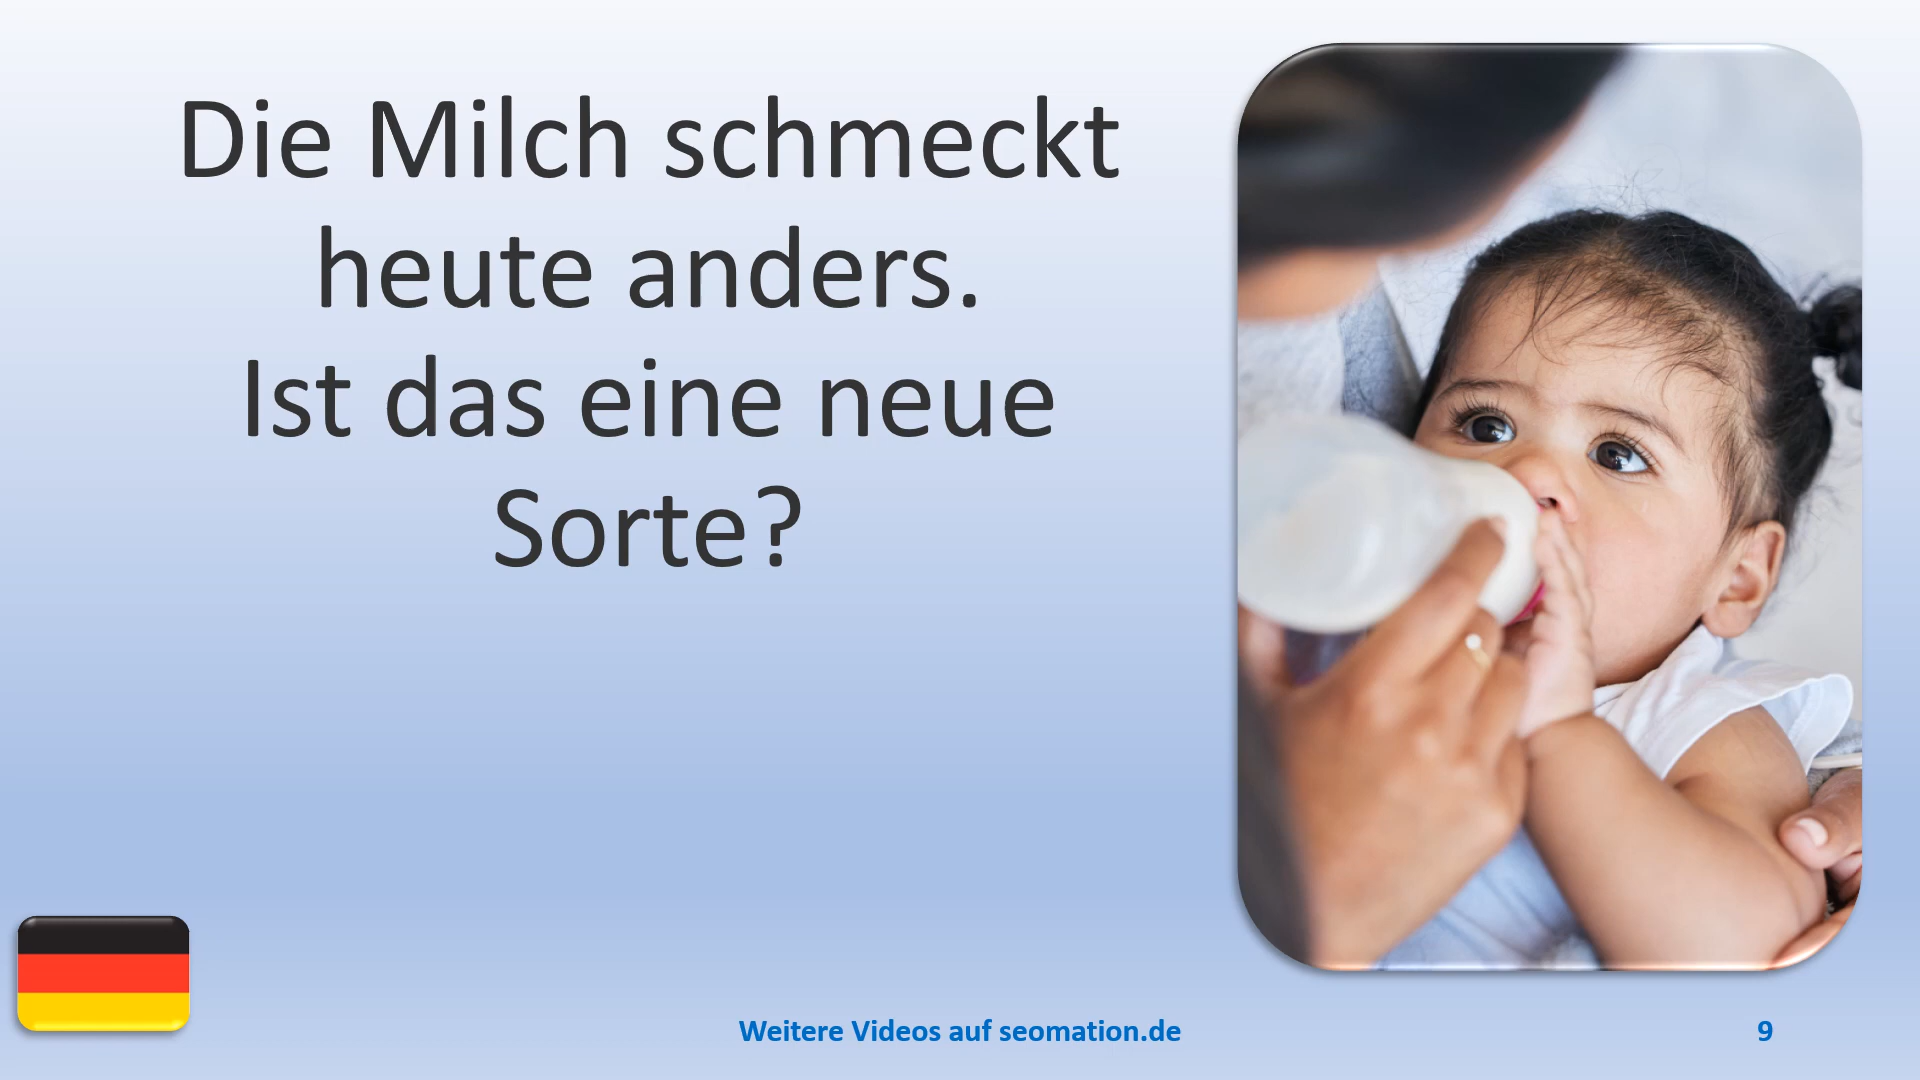 Die Milch schmeckt
heute anders.
Ist das eine neue
Sorte?
Weitere Videos auf seomation.de
9